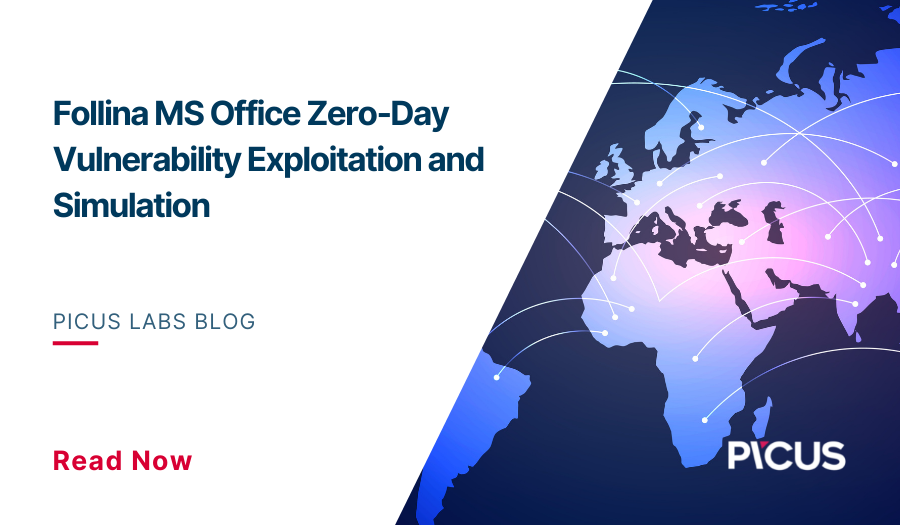 Follina MS Office Zero-Day
Vulnerability Exploitation and
Simulation
PICUS LABS BLOG
Read Now
PICUS